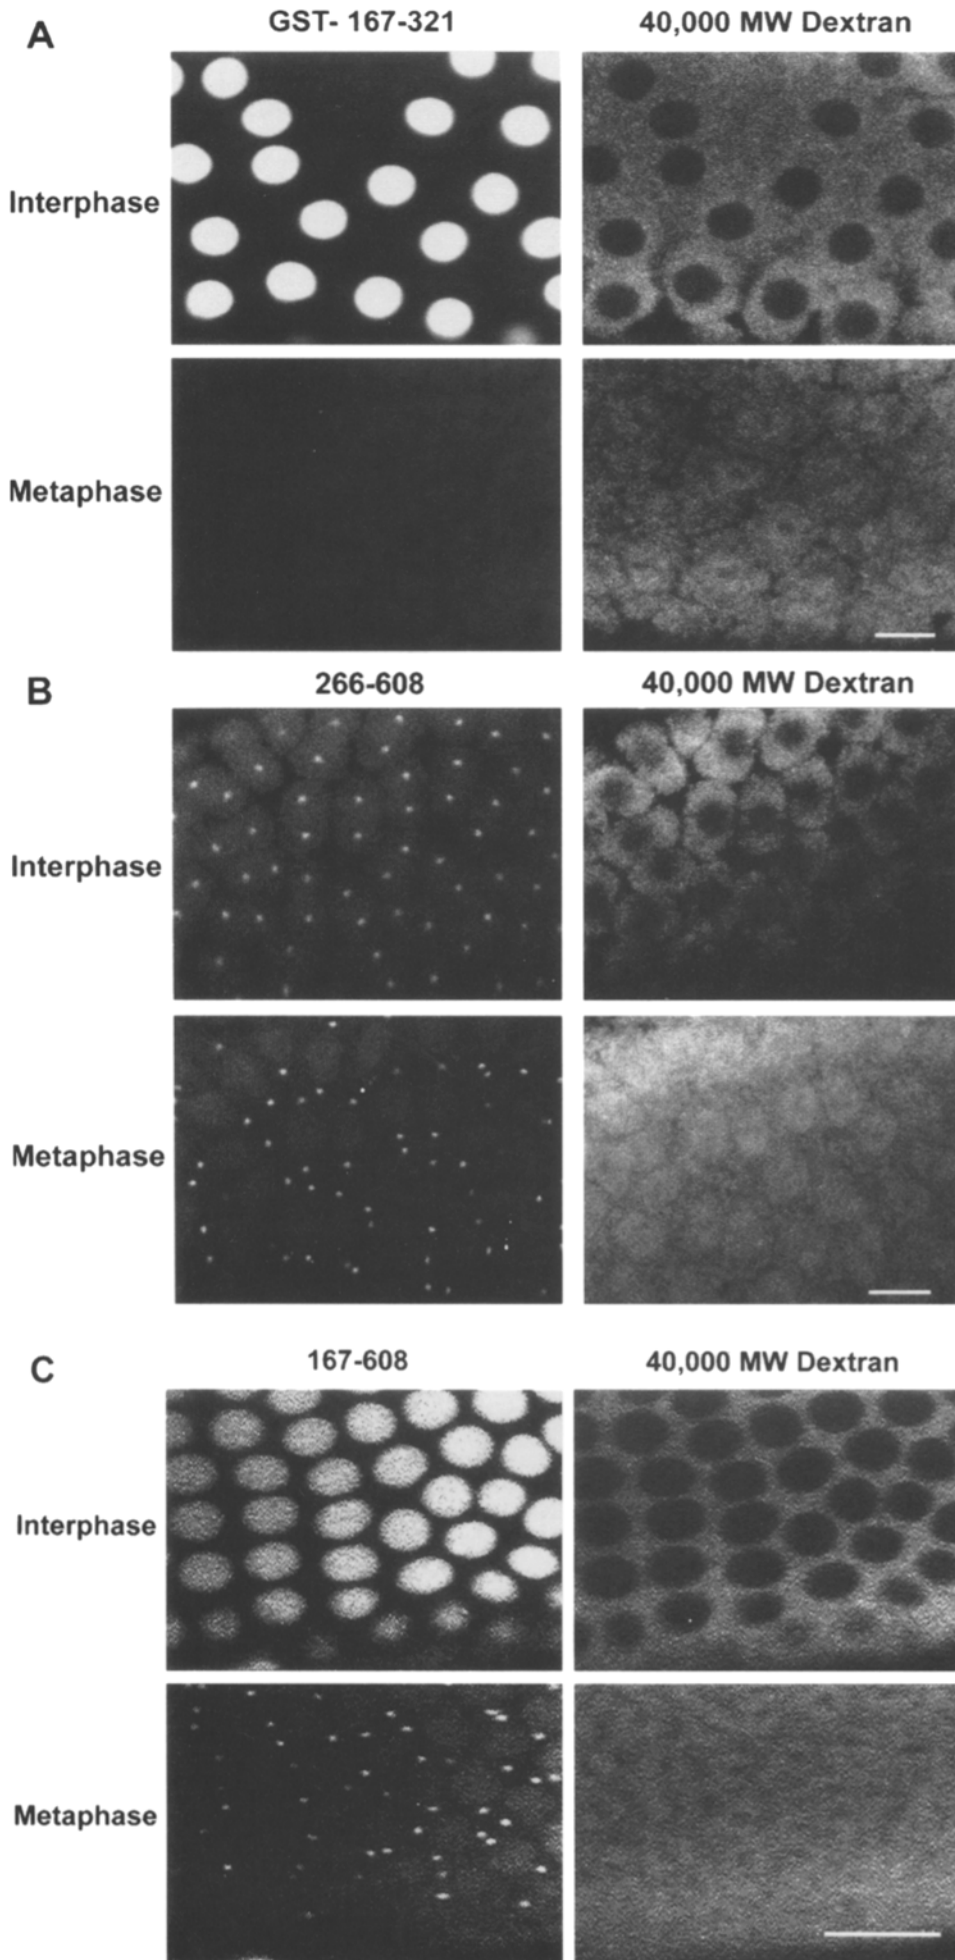 A
GST- 167-321
40,000 MW Dextran
Interphase
Metaphase
B
266-608
40,000 MW Dextran
Interphase
Metaphase
C
167-608
40,000 MW Dextran
Interphase
Metaphase